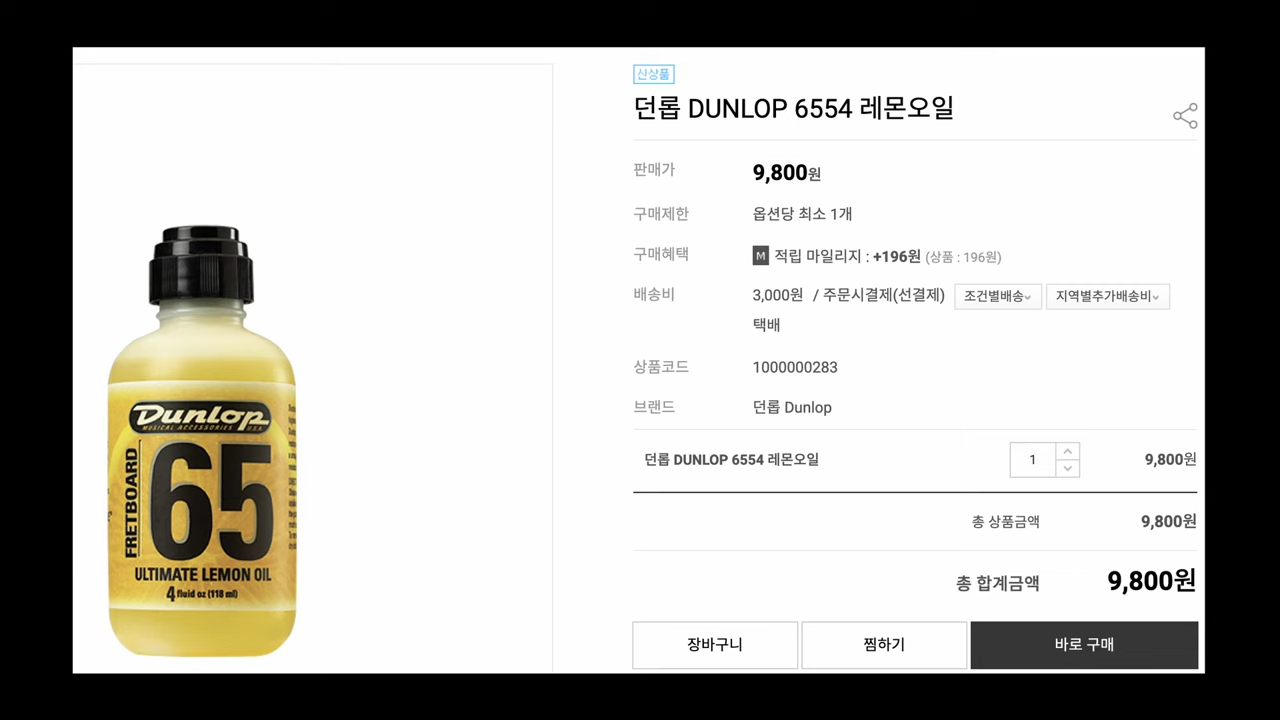 신상품
던롭 DUNLOP 6554 레몬오일
판매가 9,800원
구매제한 옵션당 최소 1개
구매혜택 M 적립 마일리지 : +196원 (상품 : 196원)
배송비 3,000원 / 주문시결제(선결제) 조건별배송 지역별추가배송비
택배
상품코드 1000000283
브랜드 던롭 Dunlop
던롭 DUNLOP 6554 레몬오일 1 9,800원
총 상품금액 9,800원
총 합계금액 9,800원
장바구니 찜하기 바로 구매
Dunlop
MUSICAL ACCESSORIES U.S.A.
FRETBOARD
65
ULTIMATE LEMON OIL
4 fluid oz (118 ml)